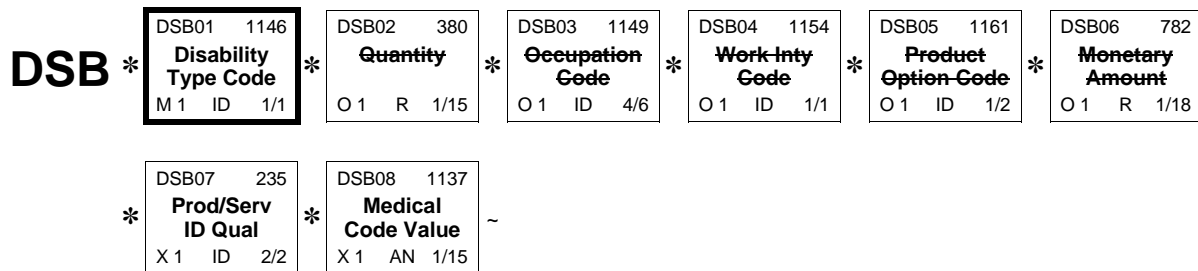 DSB01 1146 DSB02 380 DSB03 1149 DSB04 1154 DSB05 1161 DSB06 782
DSB * Disability Type Code * Quantity * Occupation Code * Work Inty Code * Product Option Code * Monetary Amount
M 1 ID 1/1 O 1 R 1/15 O 1 ID 4/6 O 1 ID 1/1 O 1 ID 1/2 O 1 R 1/18
DSB07 235 DSB08 1137
* Prod/Serv ID Qual * Medical Code Value ~
X 1 ID 2/2 X 1 AN 1/15